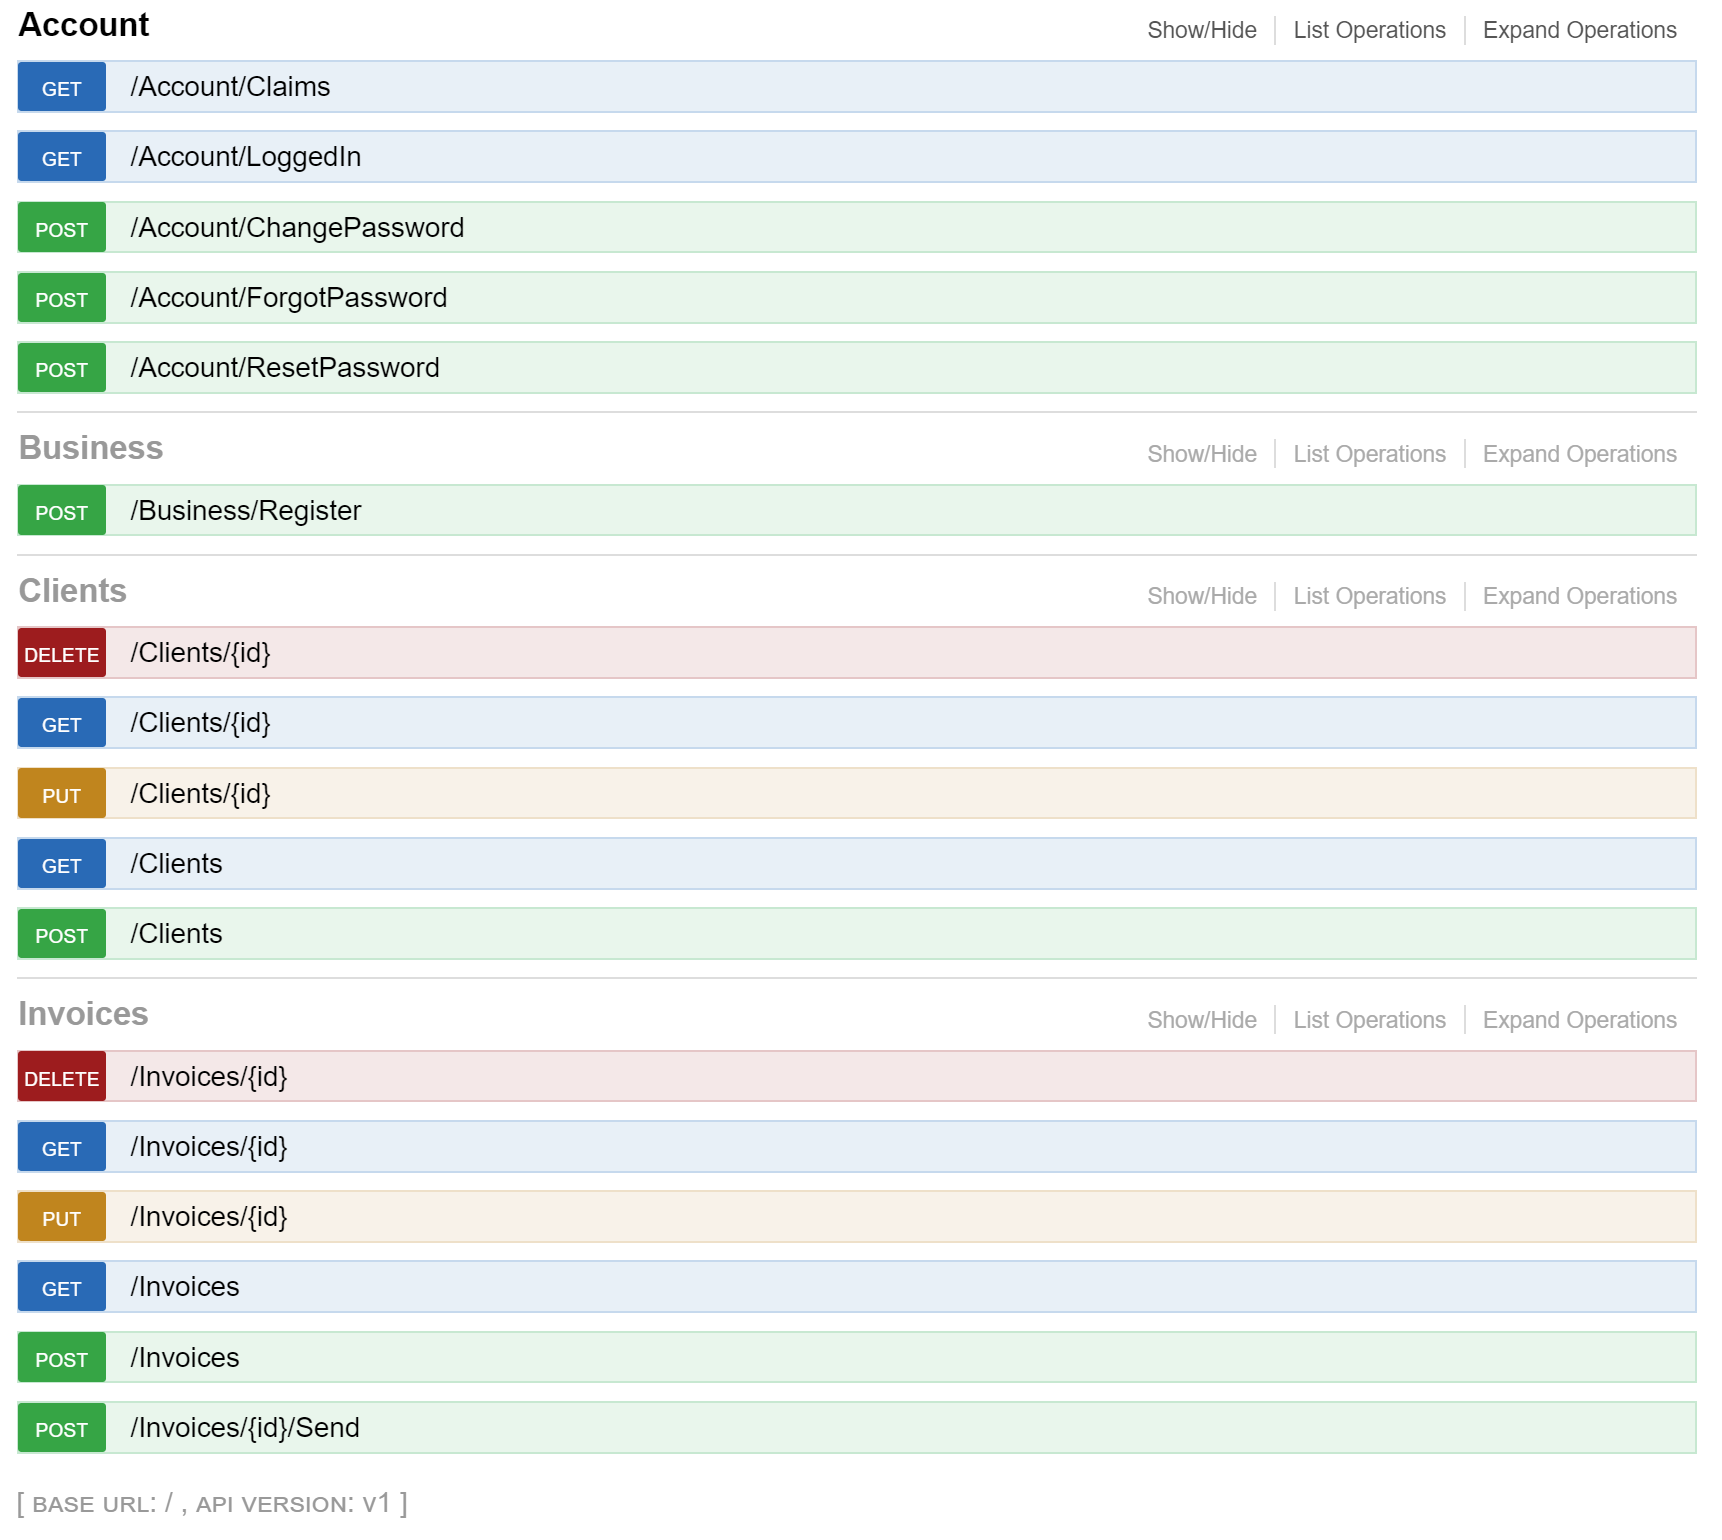 Account Show/Hide List Operations Expand Operations
GET /Account/Claims
GET /Account/LoggedIn
POST /Account/ChangePassword
POST /Account/ForgotPassword
POST /Account/ResetPassword
Business Show/Hide List Operations Expand Operations
POST /Business/Register
Clients Show/Hide List Operations Expand Operations
DELETE /Clients/{id}
GET /Clients/{id}
PUT /Clients/{id}
GET /Clients
POST /Clients
Invoices Show/Hide List Operations Expand Operations
DELETE /Invoices/{id}
GET /Invoices/{id}
PUT /Invoices/{id}
GET /Invoices
POST /Invoices
POST /Invoices/{id}/Send
[ BASE URL: / , API VERSION: V1 ]